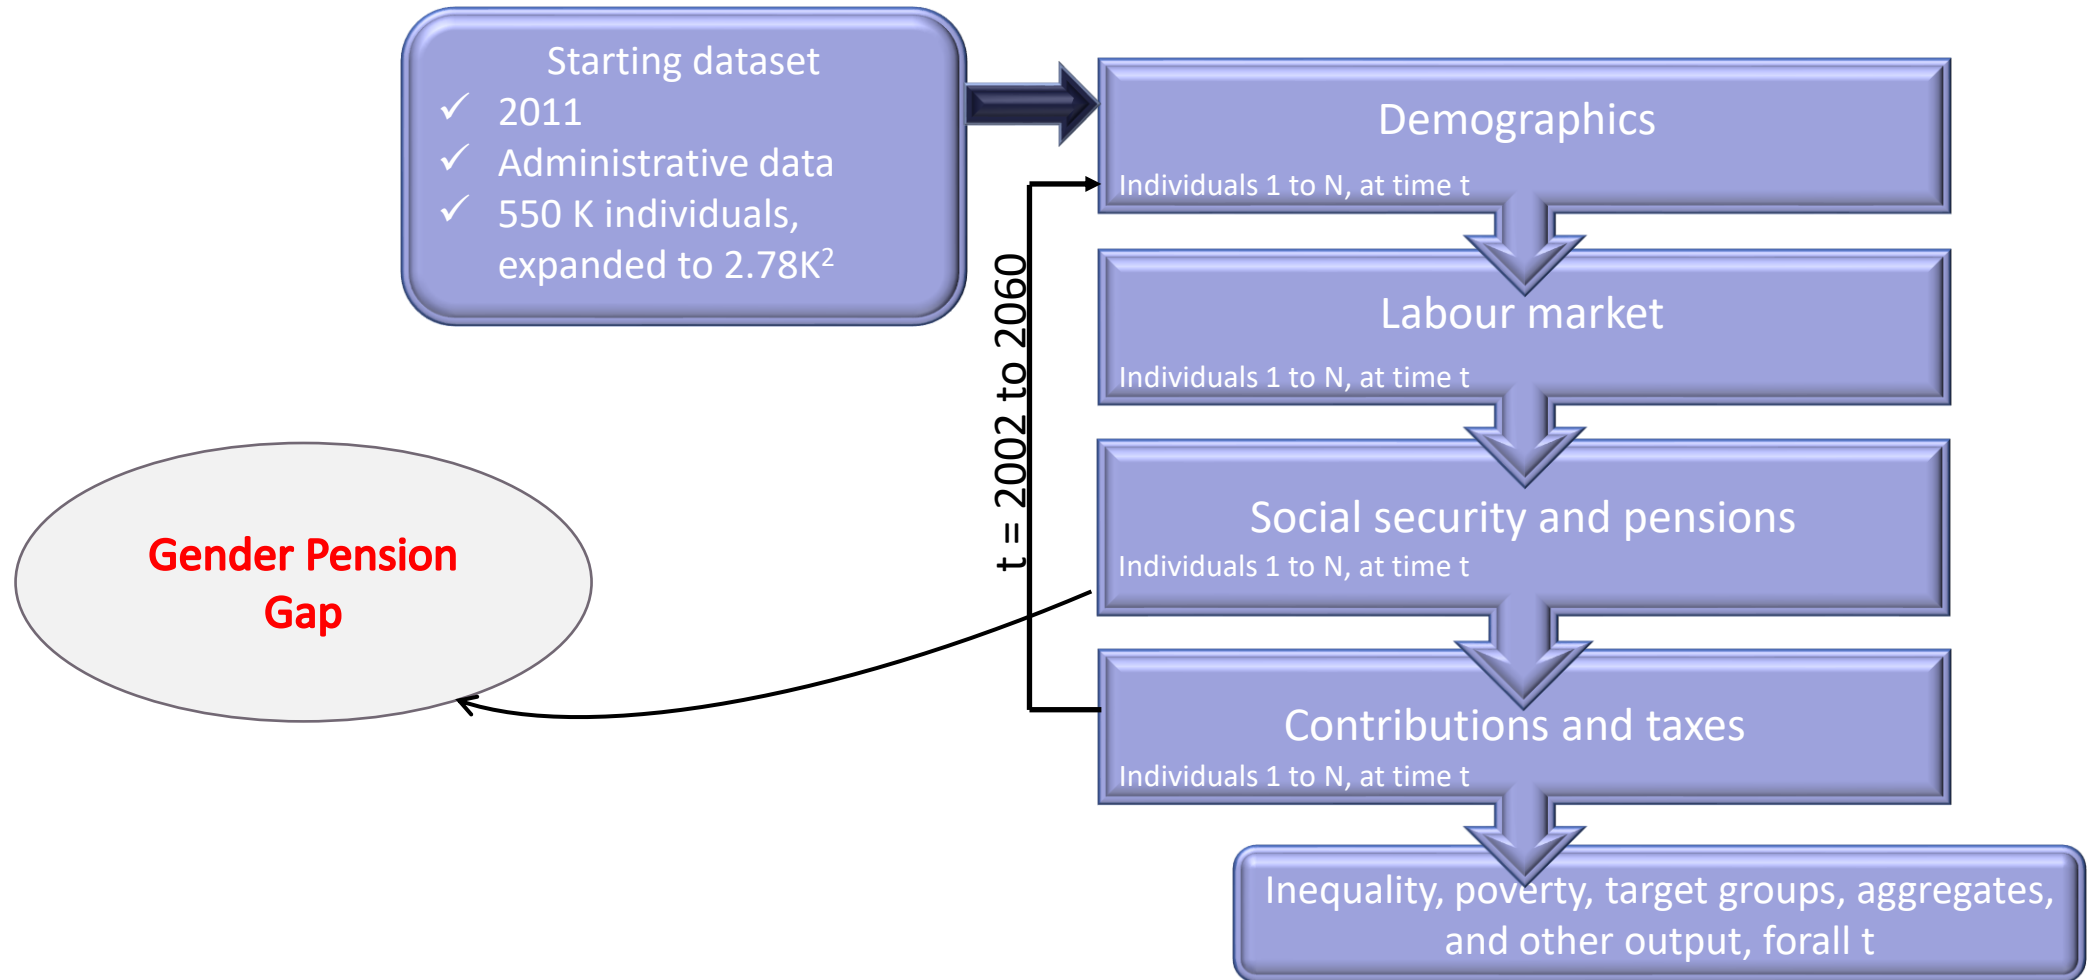 Starting dataset
✓ 2011
✓ Administrative data
✓ 550 K individuals,
expanded to 2.78K²
Demographics
Individuals 1 to N, at time t
Labour market
Individuals 1 to N, at time t
t = 2002 to 2060
Social security and pensions
Individuals 1 to N, at time t
Gender Pension
Gap
Contributions and taxes
Individuals 1 to N, at time t
Inequality, poverty, target groups, aggregates,
and other output, forall t